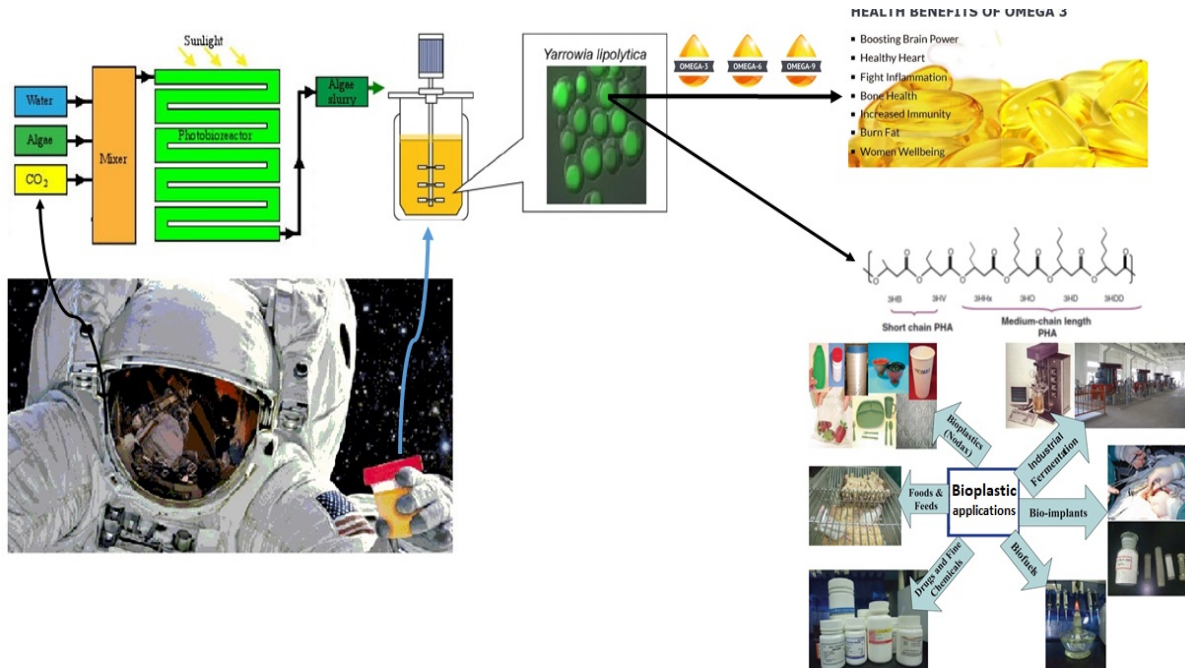 Sunlight
Water
Algae
CO₂
Mixer
Photobioreactor
Algae
slurry
Yarrowia lipolytica
OMEGA-3
OMEGA-6
OMEGA-9
HEALTH BENEFITS OF OMEGA 3
▪ Boosting Brain Power
▪ Healthy Heart
▪ Fight Inflammation
▪ Bone Health
▪ Increased Immunity
▪ Burn Fat
▪ Women Wellbeing
O O O O O O
O O O O O O
3HB 3HV 3HHx 3HO 3HD 3HDD
Short chain PHA
Medium-chain length
PHA
Bioplastics
(Nodax)
Industrial
Fermentation
Foods &
Feeds
Bioplastic
applications
Bio-implants
Drugs and Fine
Chemicals
Biofuels